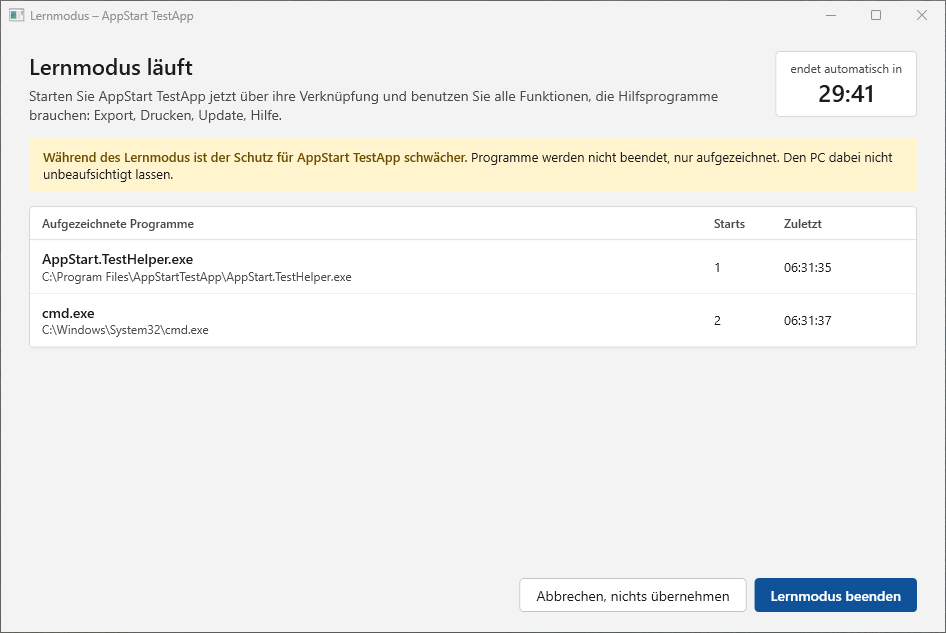 Lernmodus – AppStart TestApp
Lernmodus läuft
Starten Sie AppStart TestApp jetzt über ihre Verknüpfung und benutzen Sie alle Funktionen, die Hilfsprogramme
brauchen: Export, Drucken, Update, Hilfe.
endet automatisch in
29:41
Während des Lernmodus ist der Schutz für AppStart TestApp schwächer. Programme werden nicht beendet, nur aufgezeichnet. Den PC dabei nicht
unbeaufsichtigt lassen.
Aufgezeichnete Programme Starts Zuletzt
AppStart.TestHelper.exe
C:\Program Files\AppStartTestApp\AppStart.TestHelper.exe
1 06:31:35
cmd.exe
C:\Windows\System32\cmd.exe
2 06:31:37
Abbrechen, nichts übernehmen
Lernmodus beenden